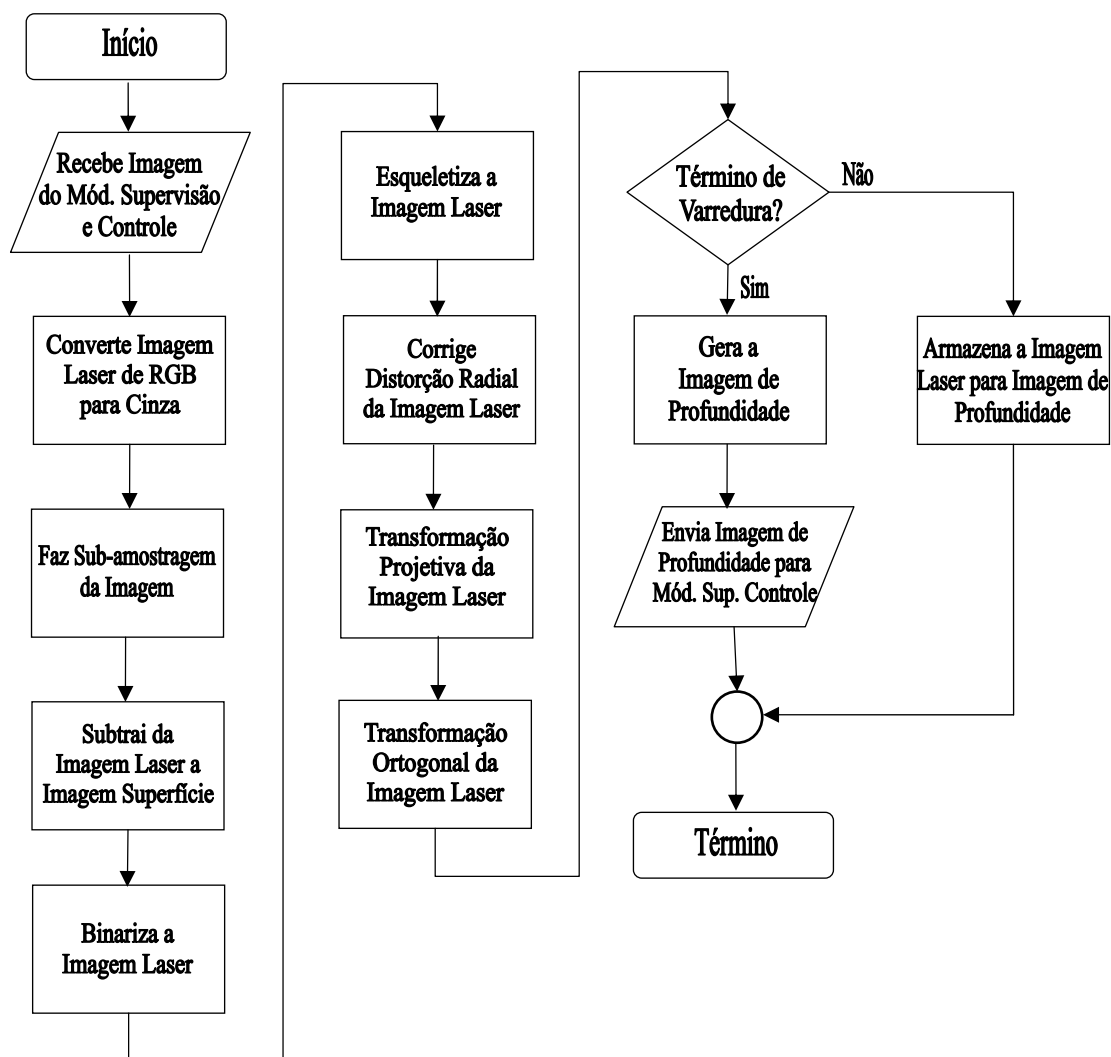 Início
Recebe Imagem
do Mód. Supervisão
e Controle
Converte Imagem
Laser de RGB
para Cinza
Faz Sub-amostragem
da Imagem
Subtrai da
Imagem Laser a
Imagem Superfície
Binariza a
Imagem Laser
Esqueletiza a
Imagem Laser
Corrige
Distorção Radial
da Imagem Laser
Transformação
Projetiva da
Imagem Laser
Transformação
Ortogonal da
Imagem Laser
Término de
Varredura?
Não
Sim
Gera a
Imagem de
Profundidade
Armazena a Imagem
Laser para Imagem de
Profundidade
Envia Imagem de
Profundidade para
Mód. Sup. Controle
Término